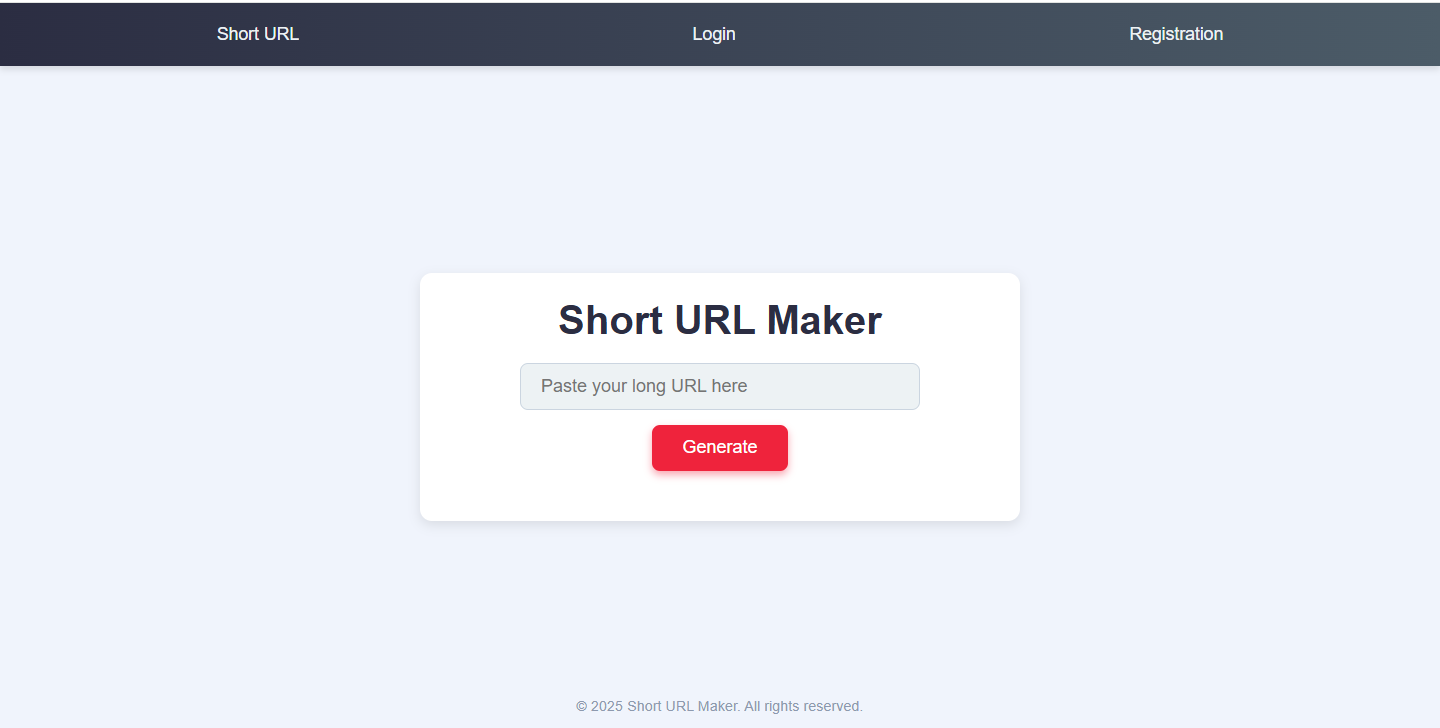 Short URL Login Registration
Short URL Maker
Paste your long URL here
Generate
© 2025 Short URL Maker. All rights reserved.